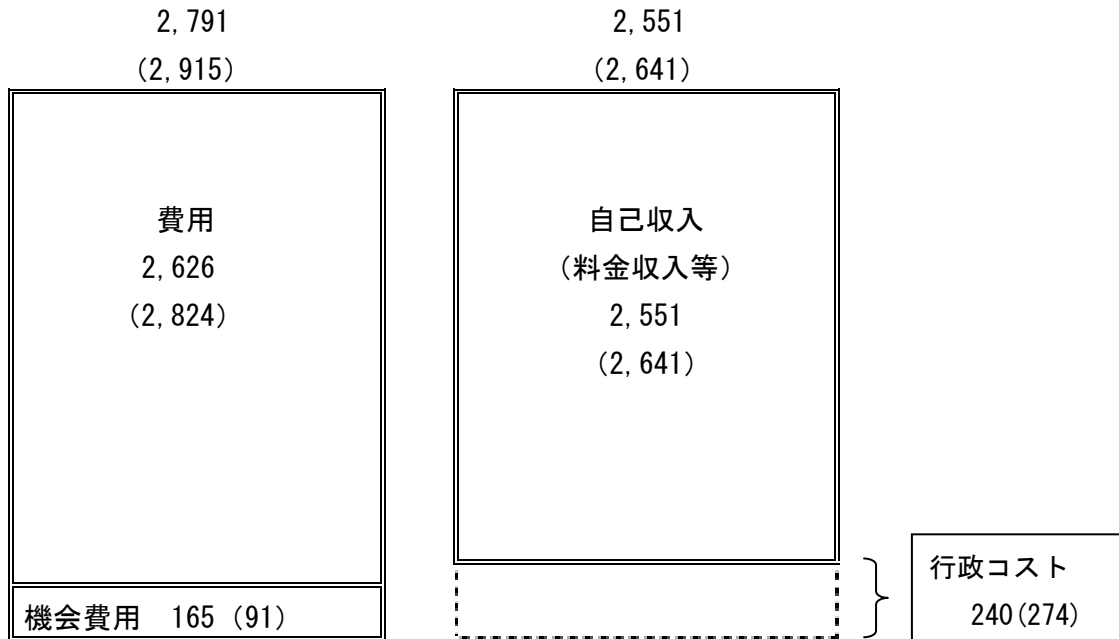 2,791
(2,915)
2,551
(2,641)
費用
2,626
(2,824)
自己収入
(料金収入等)
2,551
(2,641)
機会費用 165 (91)
行政コスト
240(274)